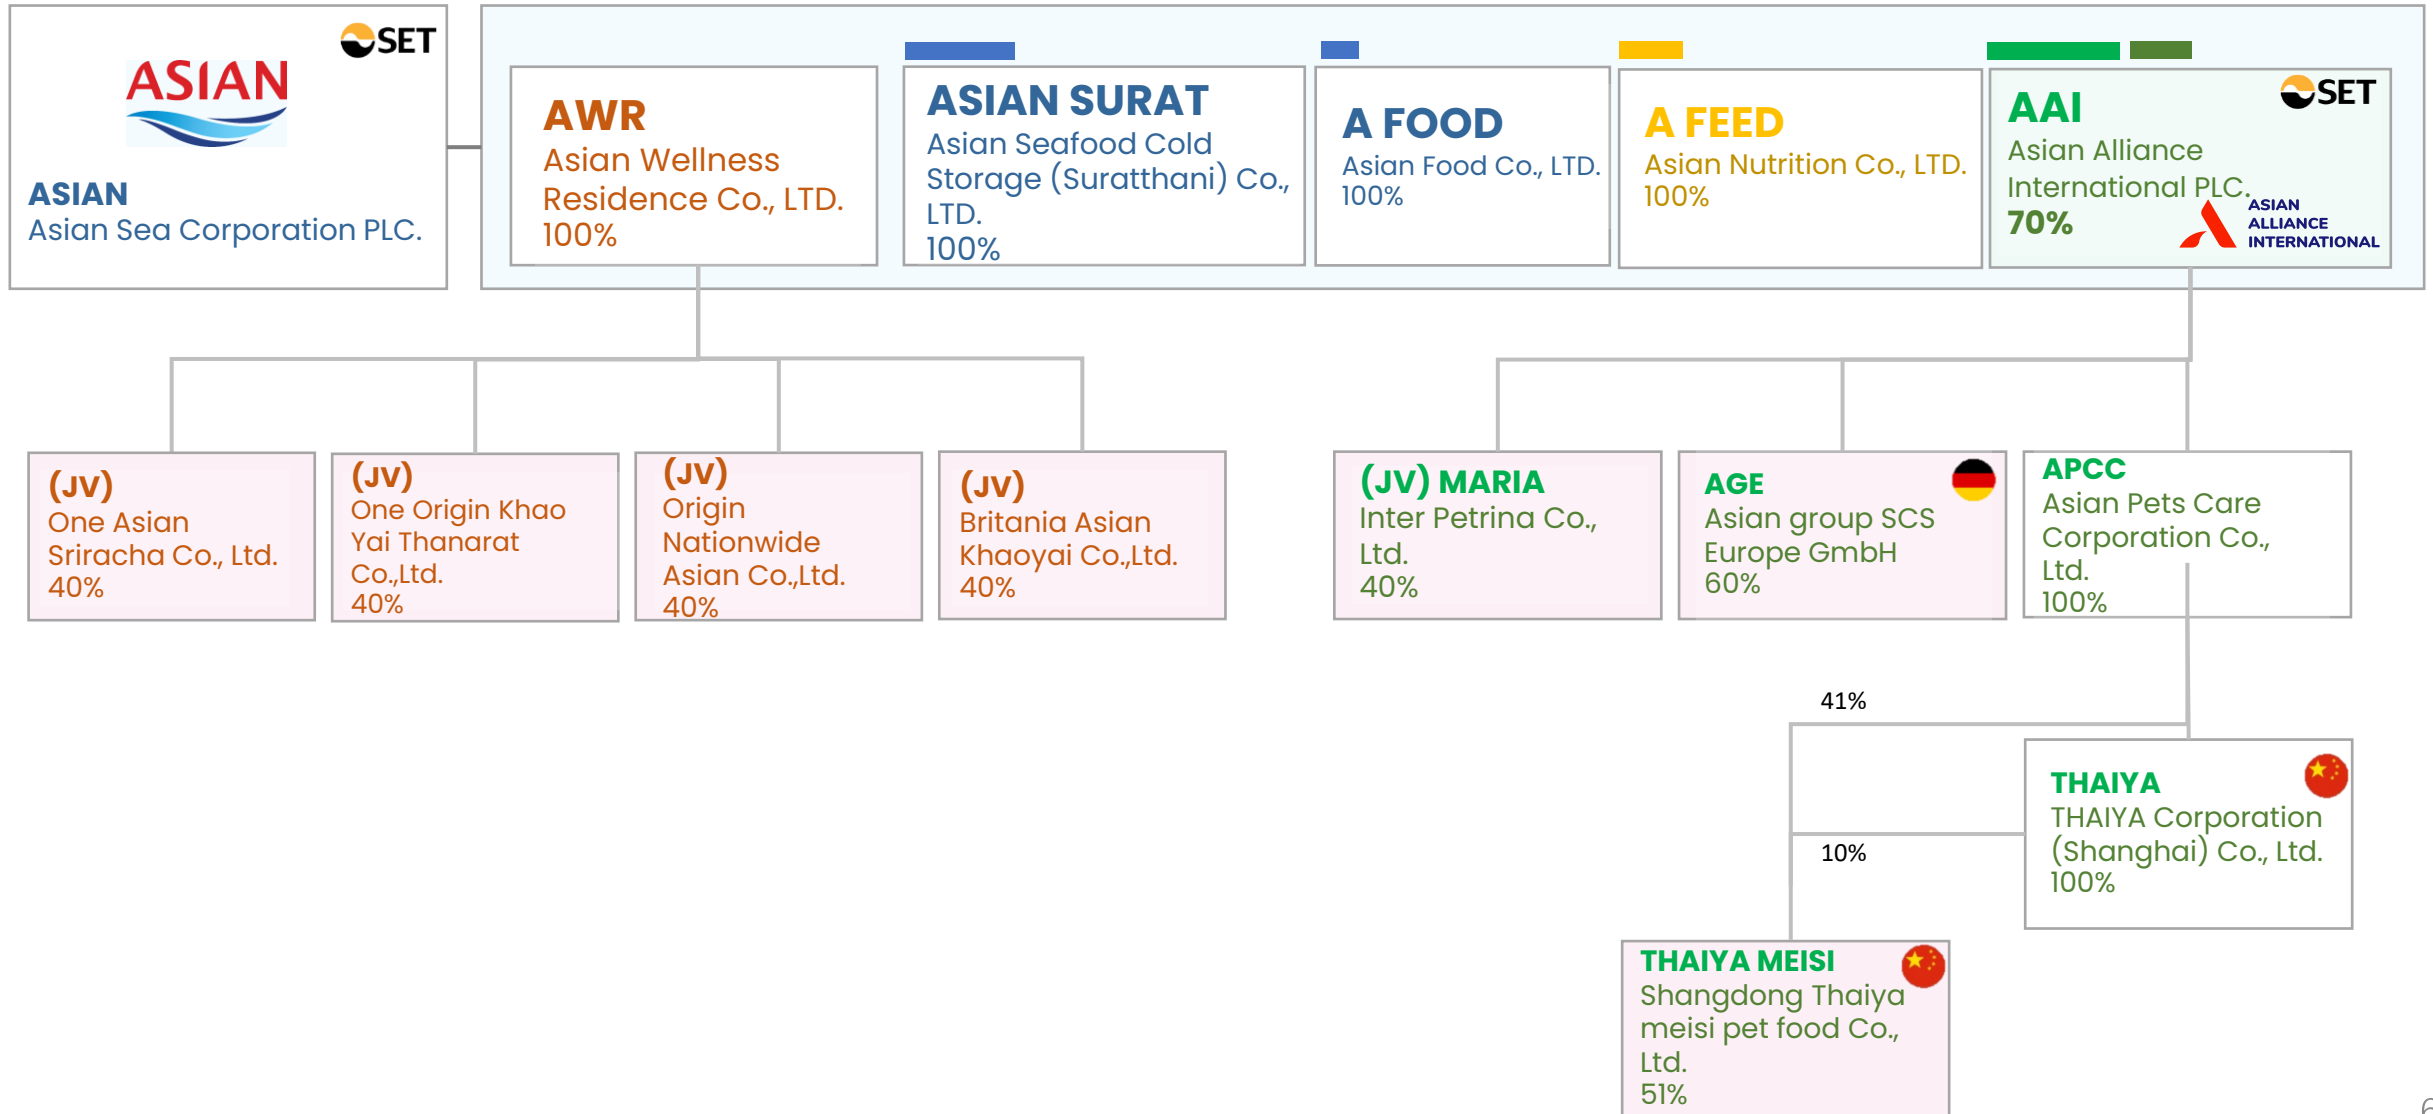 SET
ASIAN
ASIAN
Asian Sea Corporation PLC.
AWR
Asian Wellness
Residence Co., LTD.
100%
ASIAN SURAT
Asian Seafood Cold
Storage (Suratthani) Co.,
LTD.
100%
A FOOD
Asian Food Co., LTD.
100%
A FEED
Asian Nutrition Co., LTD.
100%
SET
AAI
Asian Alliance
International PLC.
70%
ASIAN
ALLIANCE
INTERNATIONAL
(JV)
One Asian
Sriracha Co., Ltd.
40%
(JV)
One Origin Khao
Yai Thanarat
Co.,Ltd.
40%
(JV)
Origin
Nationwide
Asian Co.,Ltd.
40%
(JV)
Britania Asian
Khaoyai Co.,Ltd.
40%
(JV) MARIA
Inter Petrina Co.,
Ltd.
40%
AGE
Asian group SCS
Europe GmbH
60%
APCC
Asian Pets Care
Corporation Co.,
Ltd.
100%
41%
10%
THAIYA
THAIYA Corporation
(Shanghai) Co., Ltd.
100%
THAIYA MEISI
Shangdong Thaiya
meisi pet food Co.,
Ltd.
51%